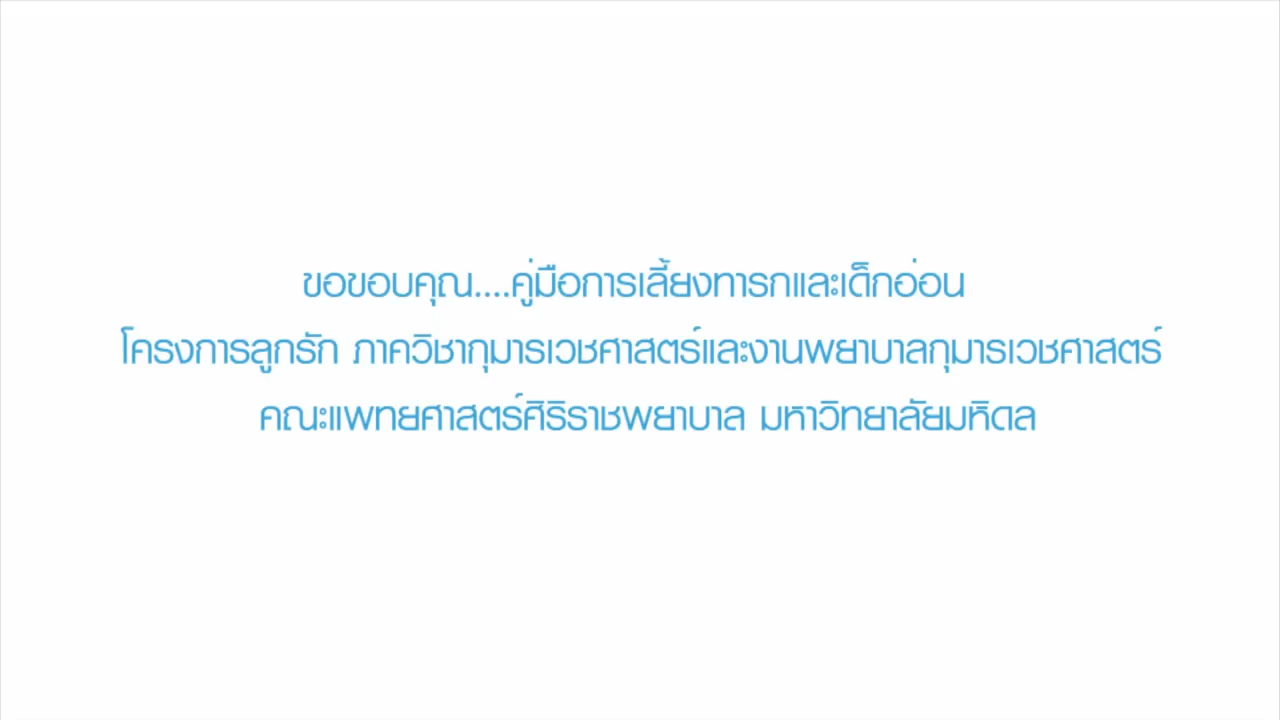 ขอขอบคุณ....คู่มือการเลี้ยงทารกและเด็กอ่อน
โครงการลูกรัก ภาควิชากุมารเวชศาสตร์และงานพยาบาลกุมารเวชศาสตร์
คณะแพทยศาสตร์ศิริราชพยาบาล มหาวิทยาลัยมหิดล